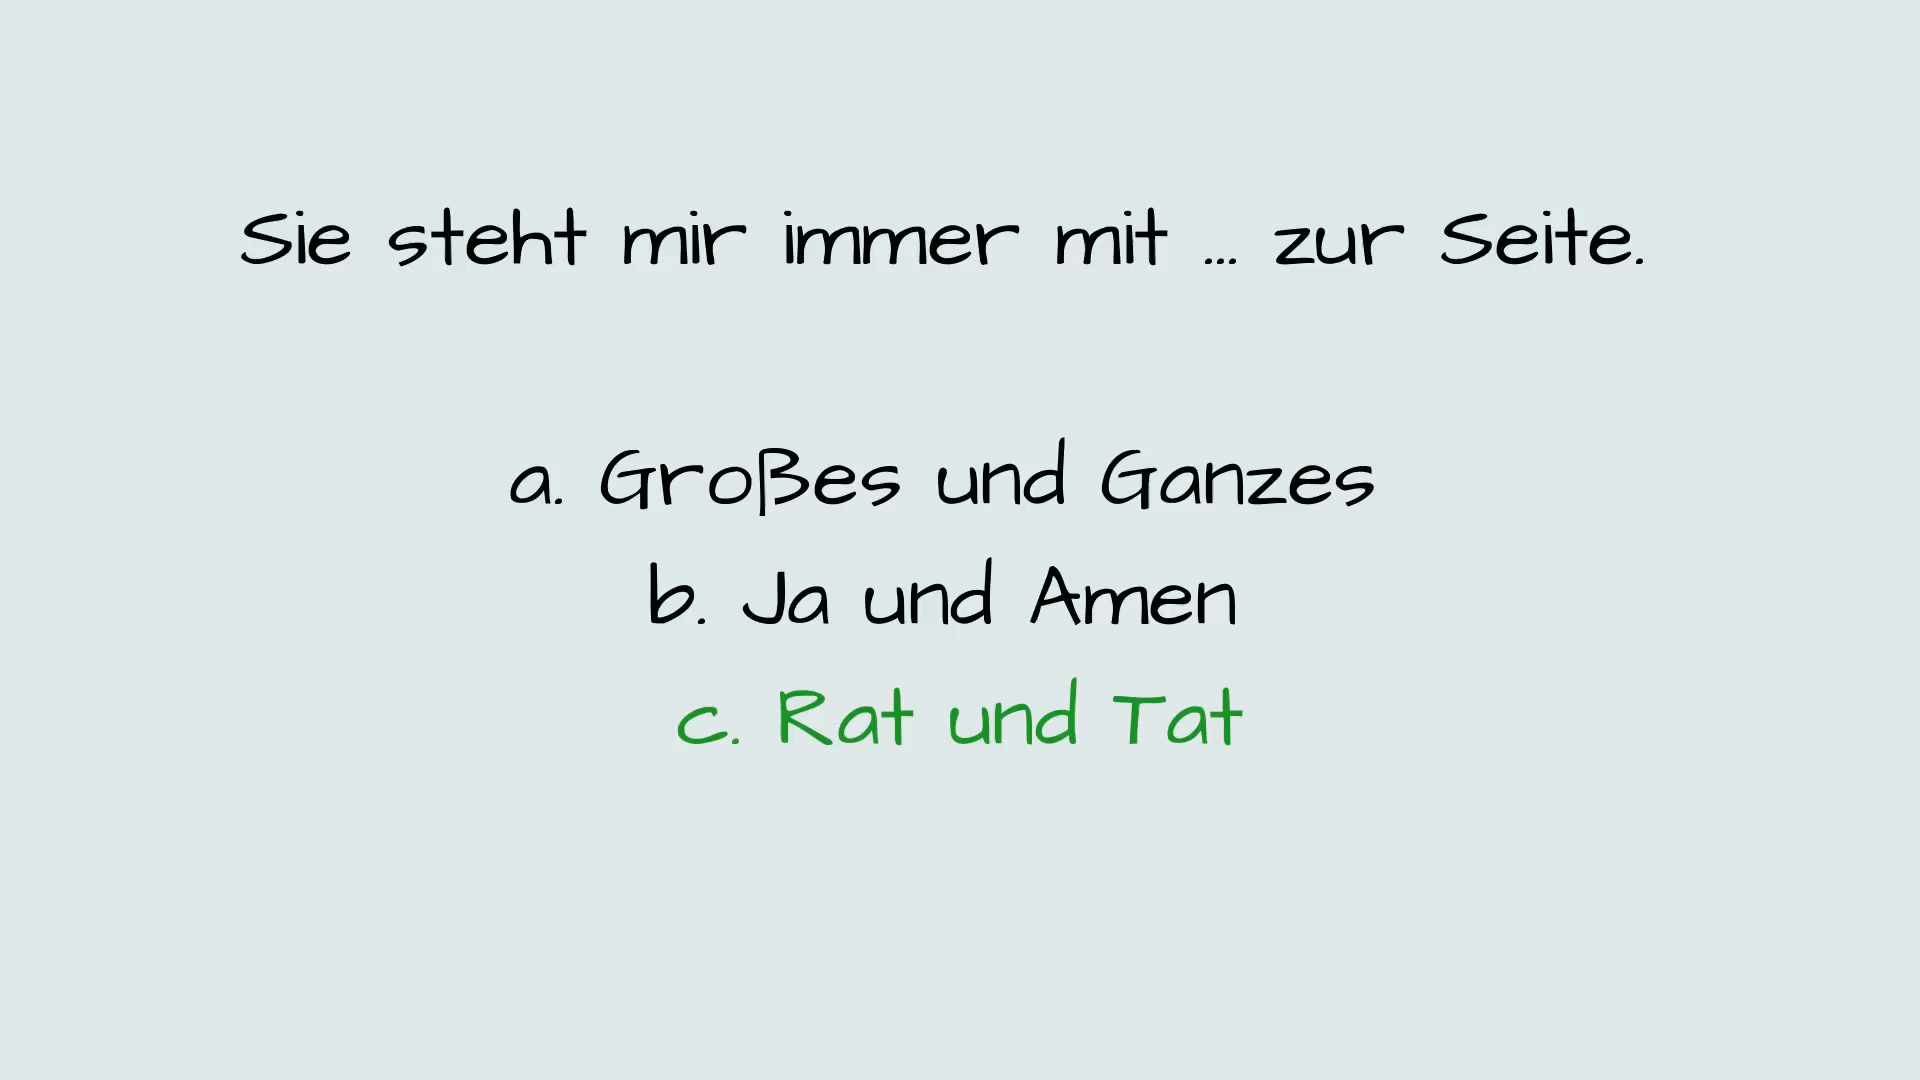 Sie steht mir immer mit ... zur Seite.
a. Großes und Ganzes
b. Ja und Amen
c. Rat und Tat